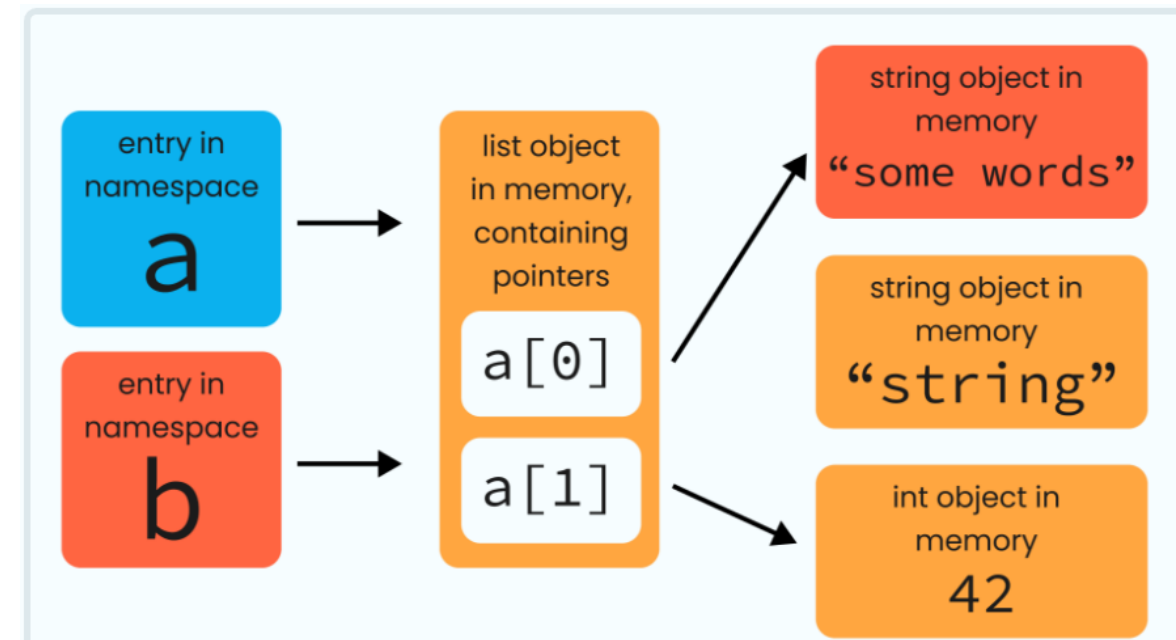 entry in
namespace
a
entry in
namespace
b
list object
in memory,
containing
pointers
a[0]
a[1]
string object in
memory
“some words”
string object in
memory
“string”
int object in
memory
42